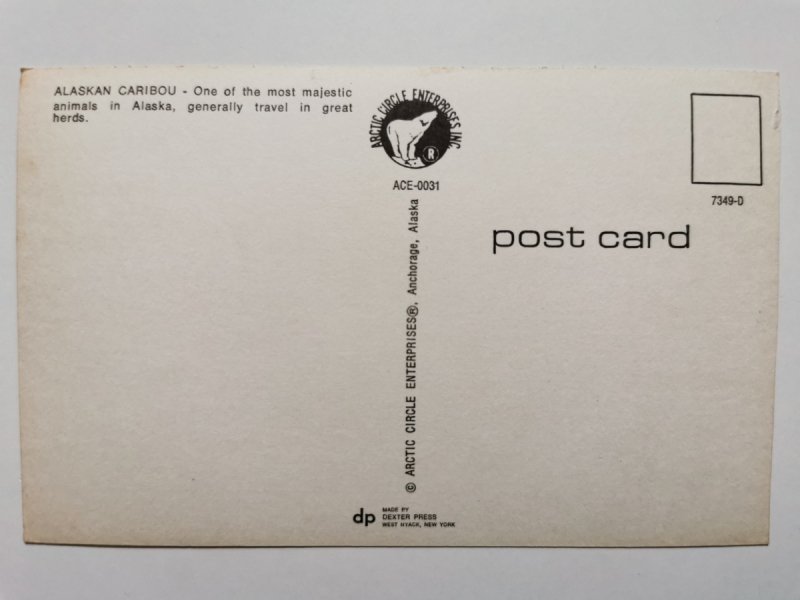 ALASKAN CARIBOU - One of the most majestic
animals in Alaska, generally travel in great
herds.
ARCTIC CIRCLE ENTERPRISES INC.
®
ACE-0031
© ARCTIC CIRCLE ENTERPRISES®, Anchorage, Alaska
7349-D
post card
dp
MADE BY
DEXTER PRESS
WEST NYACK, NEW YORK